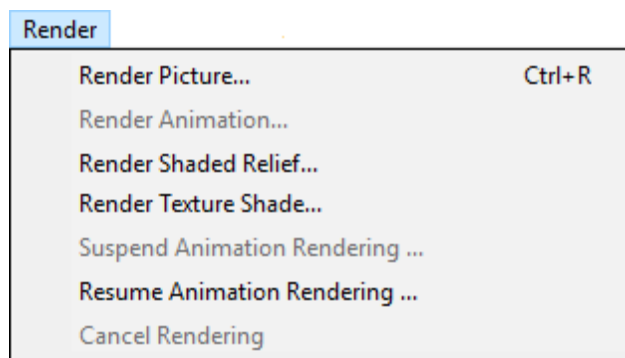 Render
Render Picture... Ctrl+R
Render Animation...
Render Shaded Relief...
Render Texture Shade...
Suspend Animation Rendering ...
Resume Animation Rendering ...
Cancel Rendering